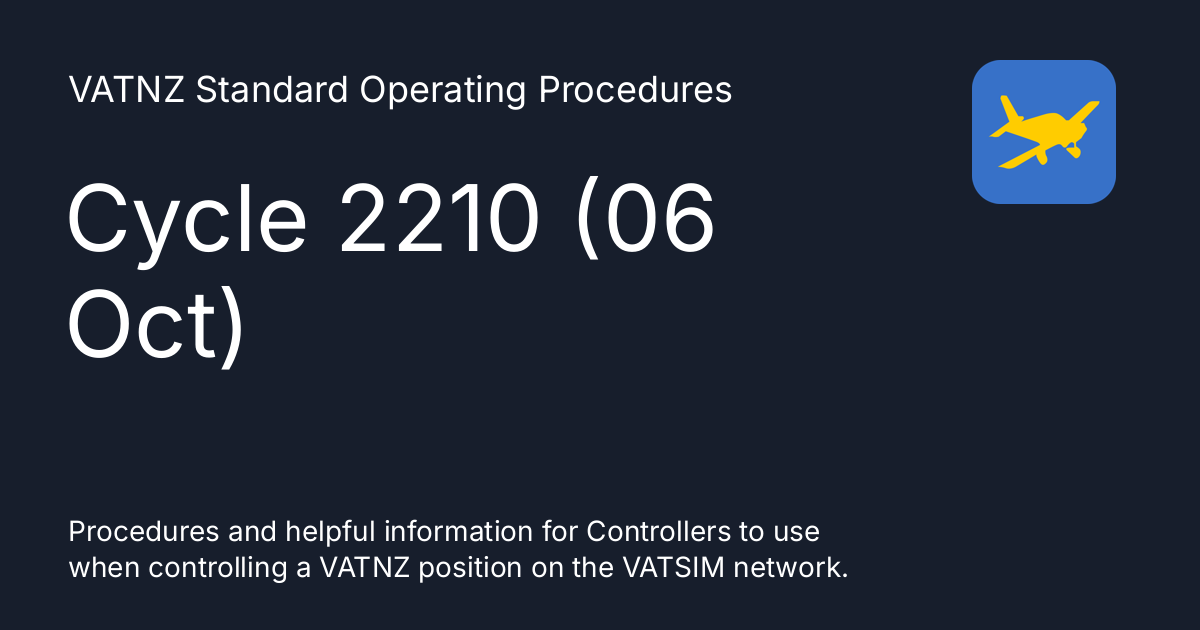 VATNZ Standard Operating Procedures
Cycle 2210 (06
Oct)
Procedures and helpful information for Controllers to use
when controlling a VATNZ position on the VATSIM network.